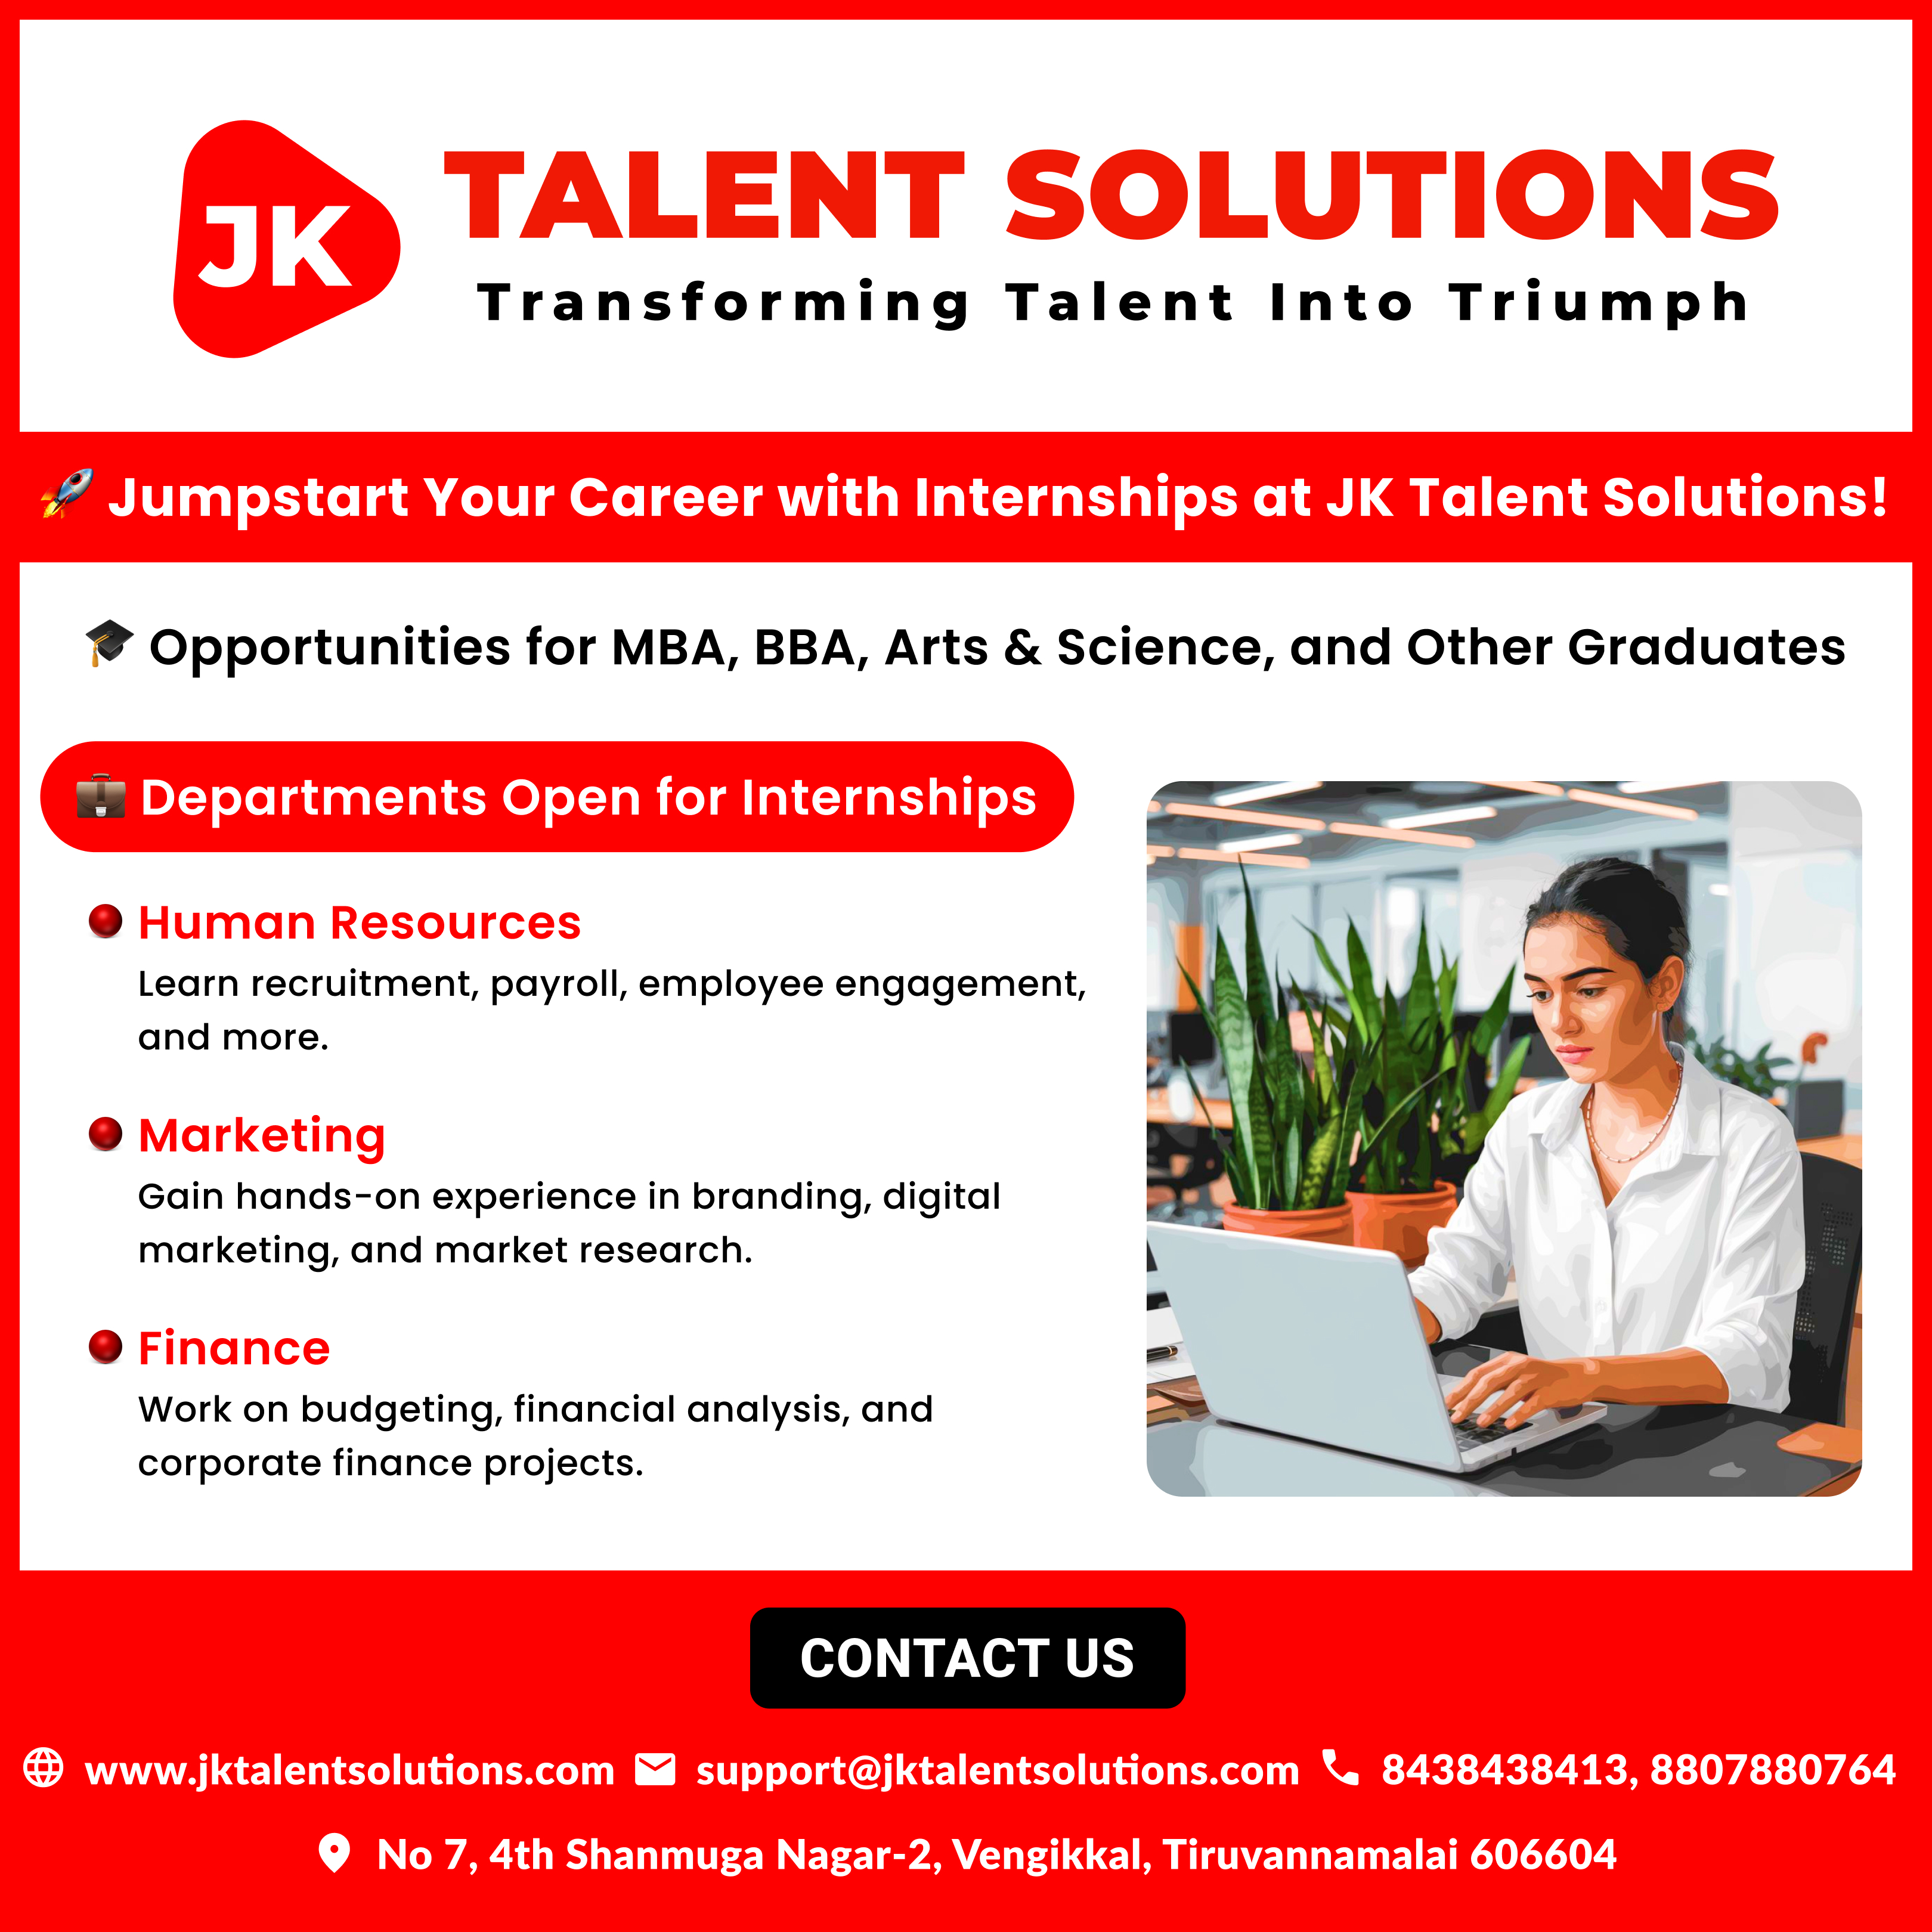 JK
TALENT SOLUTIONS
Transforming Talent Into Triumph
🚀 Jumpstart Your Career with Internships at JK Talent Solutions!
🎓 Opportunities for MBA, BBA, Arts & Science, and Other Graduates
💼 Departments Open for Internships
Human Resources
Learn recruitment, payroll, employee engagement,
and more.
Marketing
Gain hands-on experience in branding, digital
marketing, and market research.
Finance
Work on budgeting, financial analysis, and
corporate finance projects.
CONTACT US
www.jktalentsolutions.com support@jktalentsolutions.com 8438438413, 8807880764
No 7, 4th Shanmuga Nagar-2, Vengikkal, Tiruvannamalai 606604